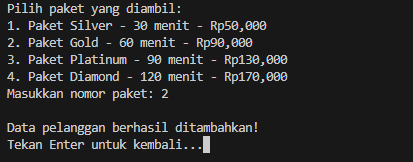 Pilih paket yang diambil:
1. Paket Silver - 30 menit - Rp50,000
2. Paket Gold - 60 menit - Rp90,000
3. Paket Platinum - 90 menit - Rp130,000
4. Paket Diamond - 120 menit - Rp170,000
Masukkan nomor paket: 2
Data pelanggan berhasil ditambahkan!
Tekan Enter untuk kembali...